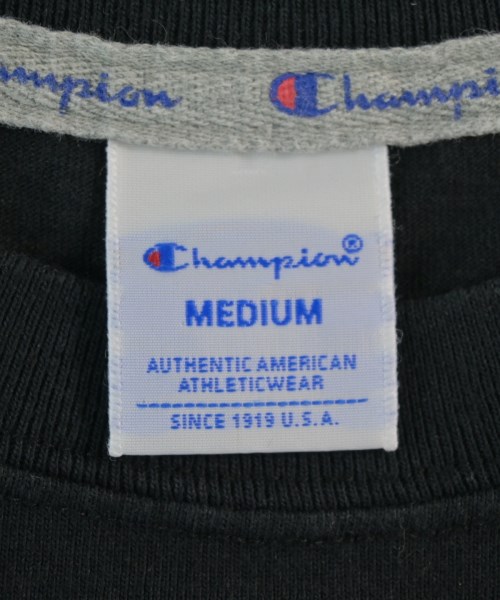 Champion Champion
Champion®
MEDIUM
AUTHENTIC AMERICAN
ATHLETICWEAR
SINCE 1919 U.S.A.